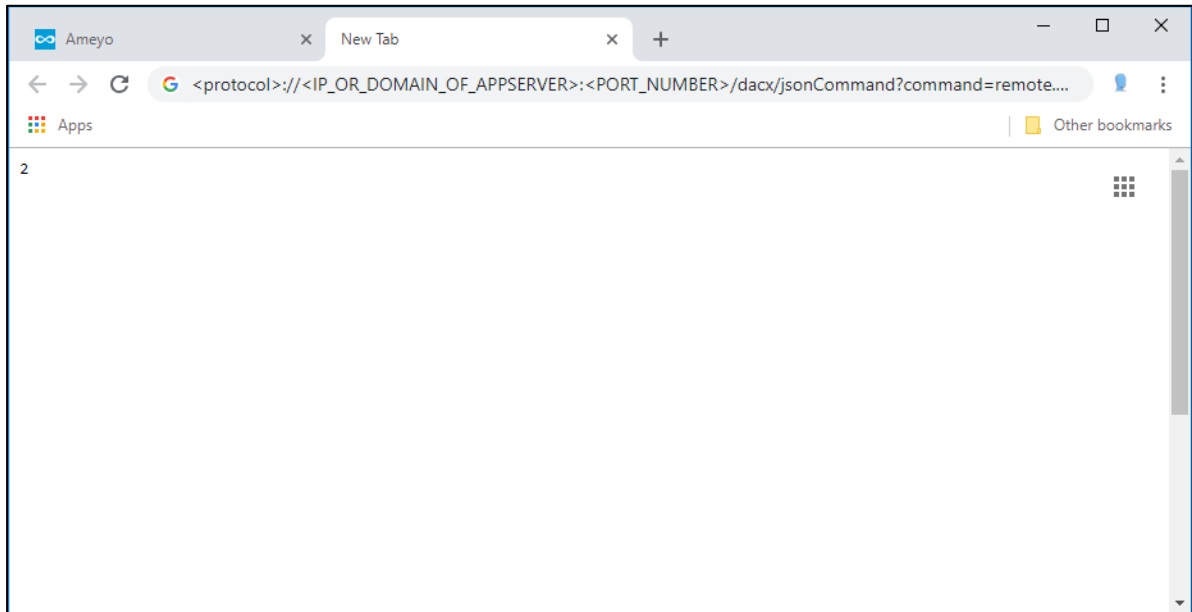 Ameyo
New Tab
<protocol>://<IP_OR_DOMAIN_OF_APPSERVER>:<PORT_NUMBER>/dacx/jsonCommand?command=remote....
Apps
Other bookmarks
2